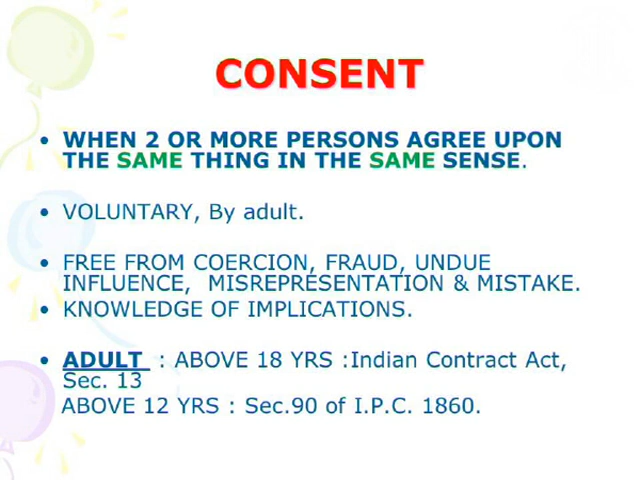 CONSENT
• WHEN 2 OR MORE PERSONS AGREE UPON
THE SAME THING IN THE SAME SENSE.
• VOLUNTARY, By adult.
• FREE FROM COERCION, FRAUD, UNDUE
INFLUENCE, MISREPRESENTATION & MISTAKE.
• KNOWLEDGE OF IMPLICATIONS.
• ADULT : ABOVE 18 YRS :Indian Contract Act,
Sec. 13
ABOVE 12 YRS : Sec.90 of I.P.C. 1860.